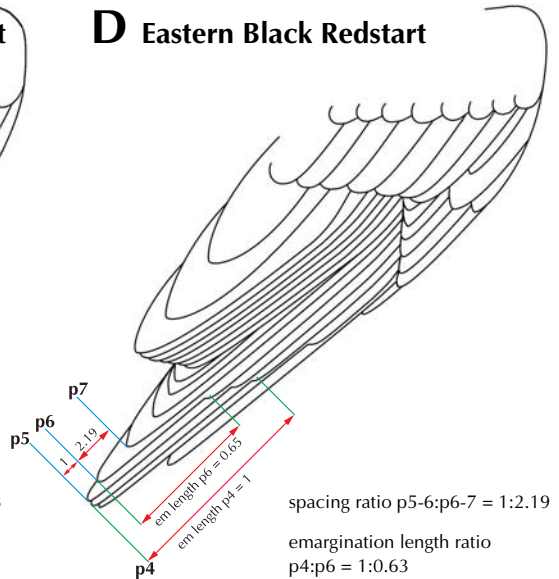 t
D Eastern Black Redstart
p7
p6
p5
2.19
1
em length p6 = 0.65
em length p4 = 1
p4
spacing ratio p5-6:p6-7 = 1:2.19
emargination length ratio
p4:p6 = 1:0.63